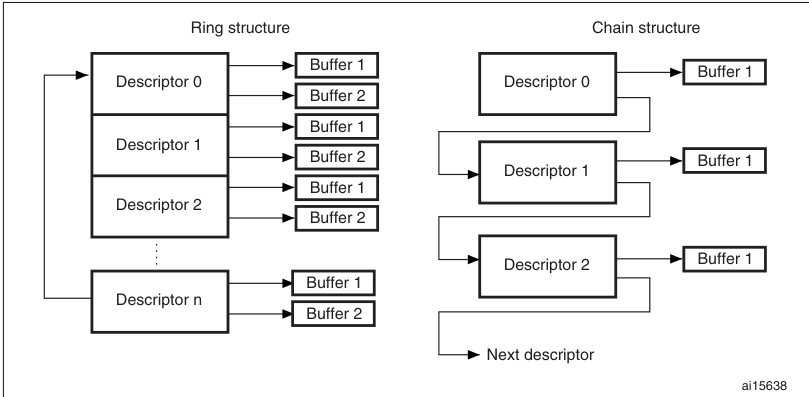 Ring structure
Descriptor 0
Buffer 1
Buffer 2
Descriptor 1
Buffer 1
Buffer 2
Descriptor 2
Buffer 1
Buffer 2
Descriptor n
Buffer 1
Buffer 2
Chain structure
Descriptor 0
Buffer 1
Descriptor 1
Buffer 1
Descriptor 2
Buffer 1
Next descriptor
ai15638